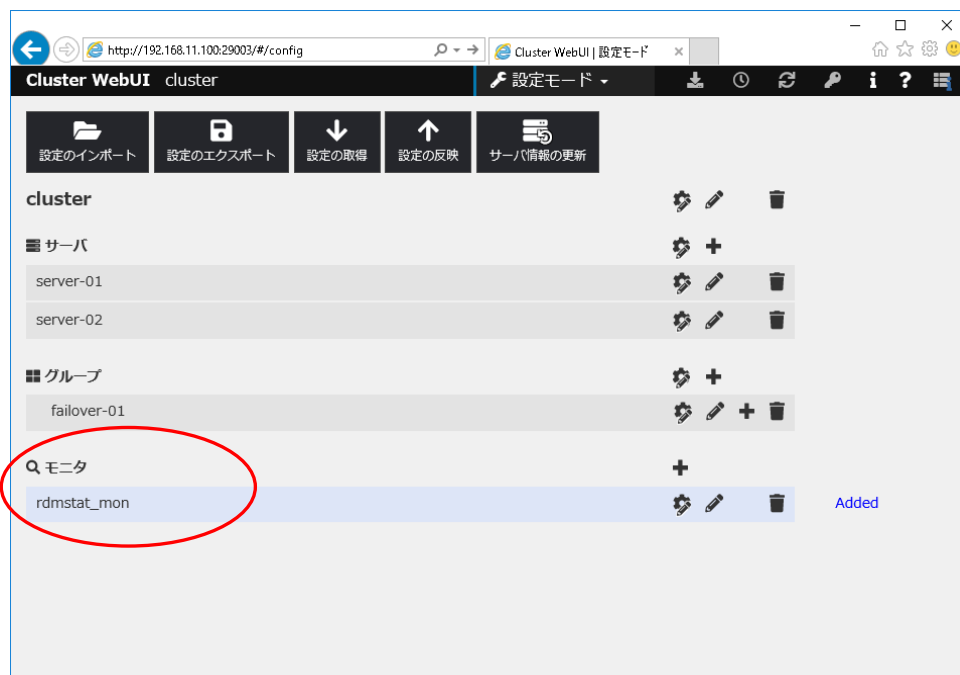 http://192.168.11.100:29003/#/config
Cluster WebUI | 設定モード
Cluster WebUI cluster
設定モード
設定のインポート
設定のエクスポート
設定の取得
設定の反映
サーバ情報の更新
cluster
サーバ
server-01
server-02
グループ
failover-01
モニタ
rdmstat_mon
Added